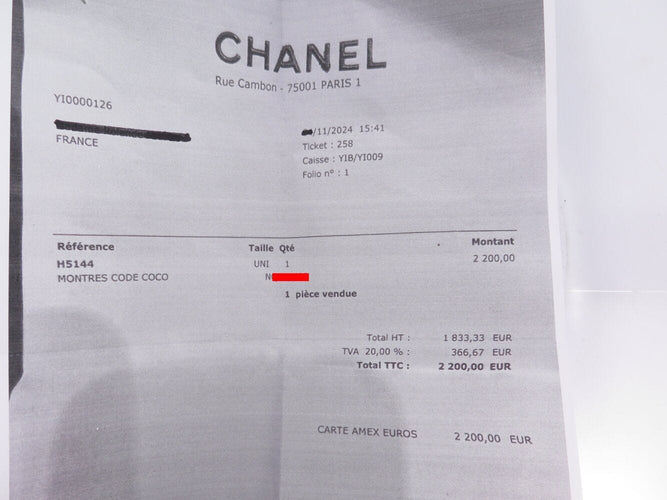 CHANEL
Rue Cambon - 75001 PARIS 1
YI0000126
FRANCE
/11/2024 15:41
Ticket : 258
Caisse : YIB/YI009
Folio n° : 1
Référence Taille Qté Montant
H5144 UNI 1 2 200,00
MONTRES CODE COCO
1 pièce vendue
Total HT : 1 833,33 EUR
TVA 20,00 % : 366,67 EUR
Total TTC : 2 200,00 EUR
CARTE AMEX EUROS 2 200,00 EUR